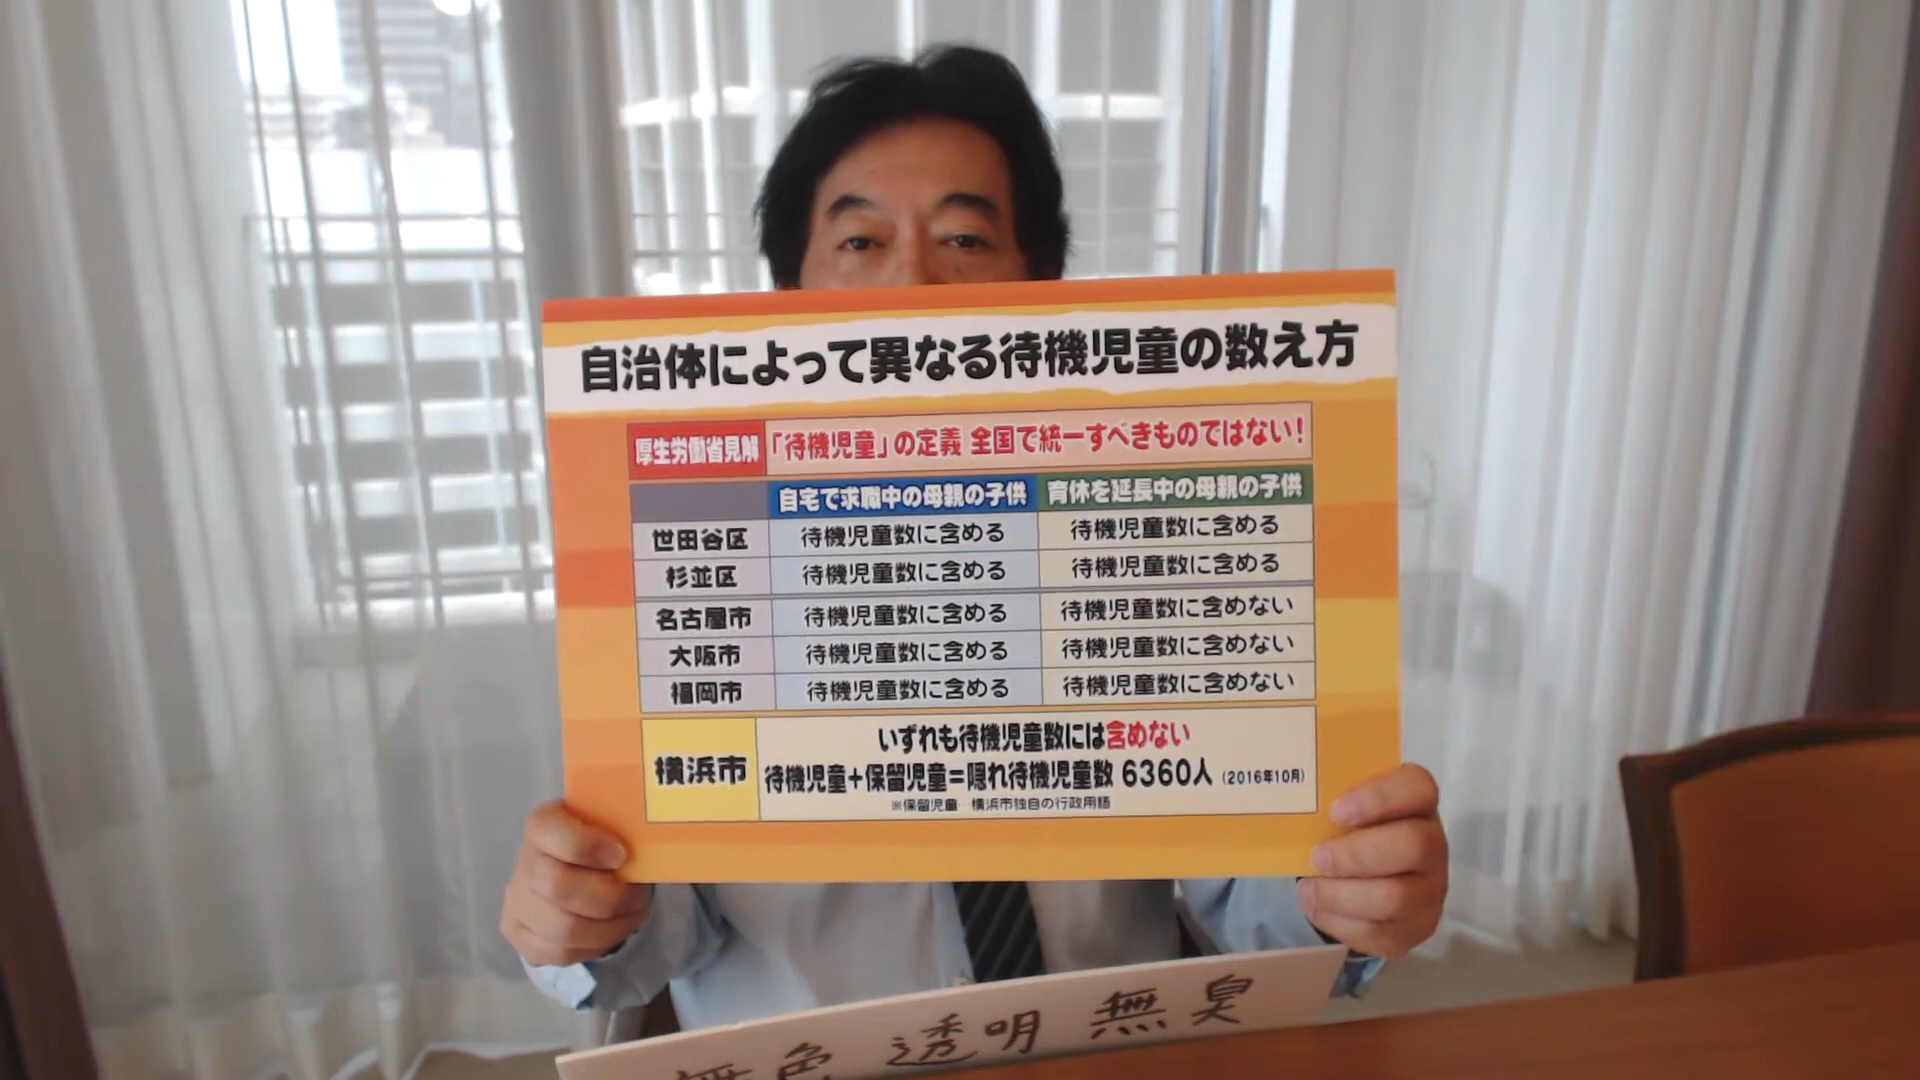 自治体によって異なる待機児童の数え方
厚生労働省見解 「待機児童」の定義 全国で統一すべきものではない!
自宅で求職中の母親の子供 育休を延長中の母親の子供
世田谷区 待機児童数に含める 待機児童数に含める
杉並区 待機児童数に含める 待機児童数に含める
名古屋市 待機児童数に含める 待機児童数に含めない
大阪市 待機児童数に含める 待機児童数に含めない
福岡市 待機児童数に含める 待機児童数に含めない
横浜市
いずれも待機児童数には含めない
待機児童+保留児童=隠れ待機児童数 6360人 (2016年10月)
※保留児童…横浜市独自の行政用語
無色 透明 無臭